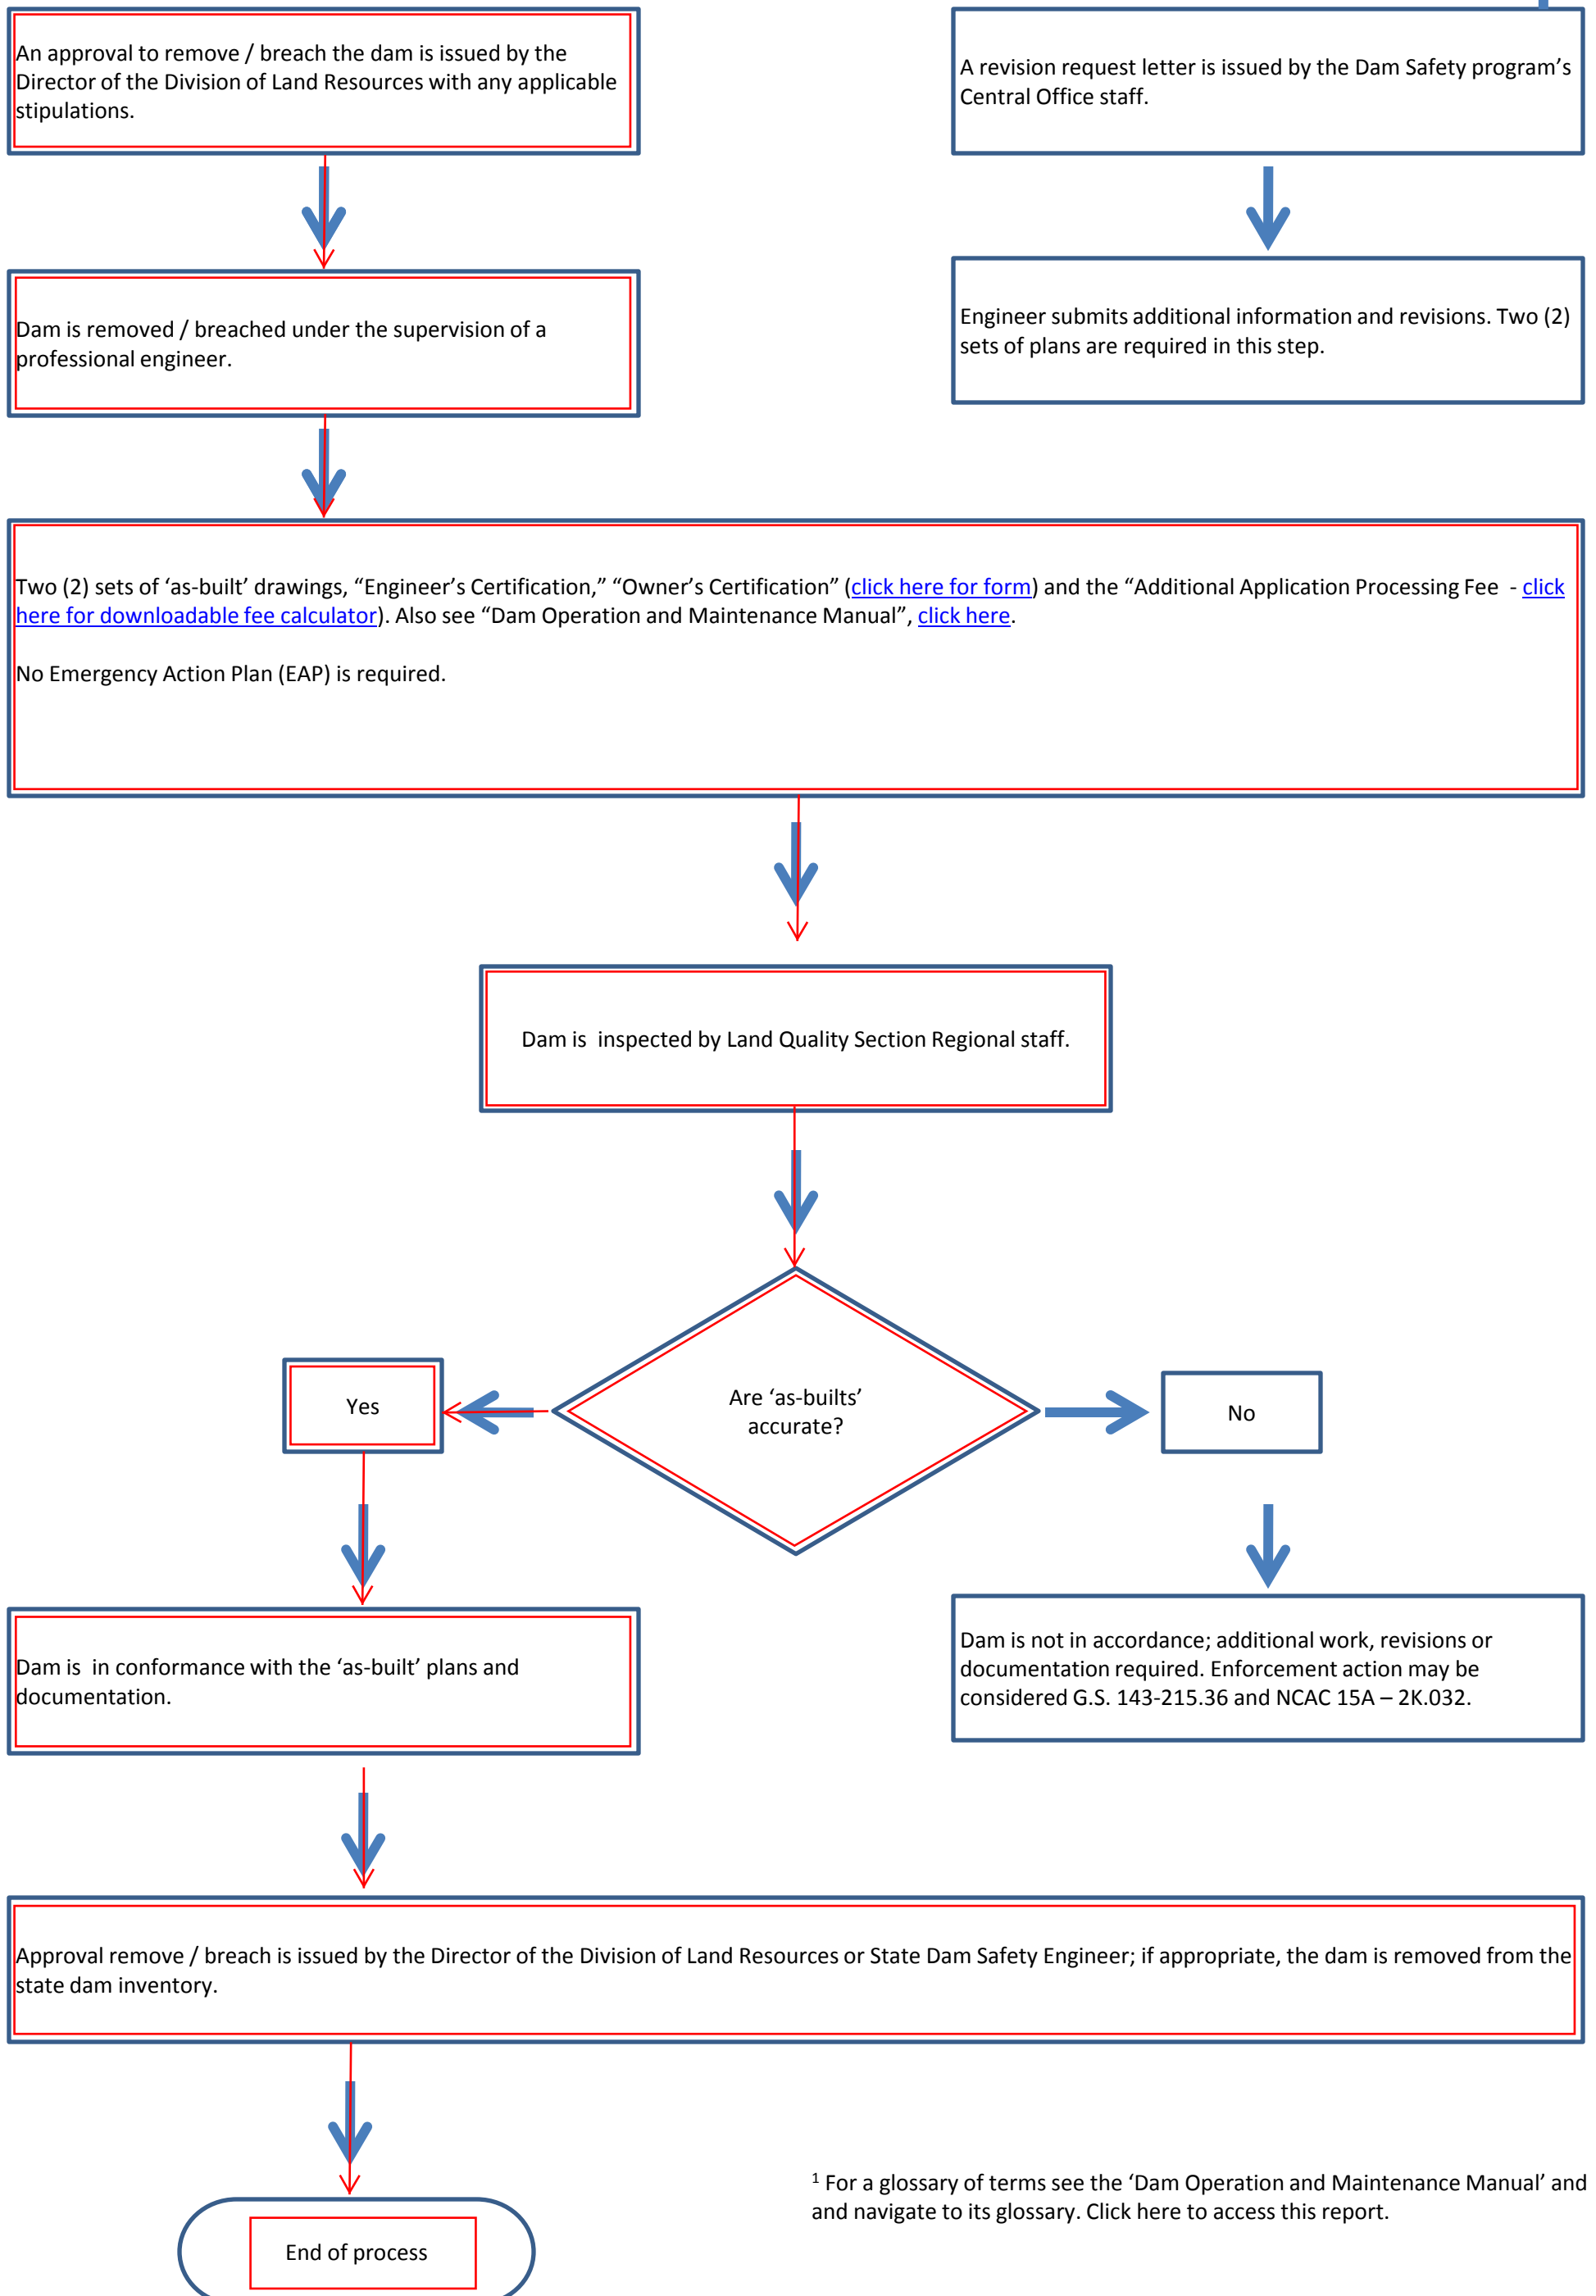 An approval to remove / breach the dam is issued by the
Director of the Division of Land Resources with any applicable
stipulations.
A revision request letter is issued by the Dam Safety program’s
Central Office staff.
Dam is removed / breached under the supervision of a
professional engineer.
Engineer submits additional information and revisions. Two (2)
sets of plans are required in this step.
Two (2) sets of ‘as-built’ drawings, “Engineer’s Certification,” “Owner’s Certification” (click here for form) and the “Additional Application Processing Fee - click
here for downloadable fee calculator). Also see “Dam Operation and Maintenance Manual”, click here.
No Emergency Action Plan (EAP) is required.
Dam is inspected by Land Quality Section Regional staff.
Are ‘as-builts’
accurate?
Yes
No
Dam is in conformance with the ‘as-built’ plans and
documentation.
Dam is not in accordance; additional work, revisions or
documentation required. Enforcement action may be
considered G.S. 143-215.36 and NCAC 15A – 2K.032.
Approval remove / breach is issued by the Director of the Division of Land Resources or State Dam Safety Engineer; if appropriate, the dam is removed from the
state dam inventory.
1 For a glossary of terms see the ‘Dam Operation and Maintenance Manual’ and
and navigate to its glossary. Click here to access this report.
End of process